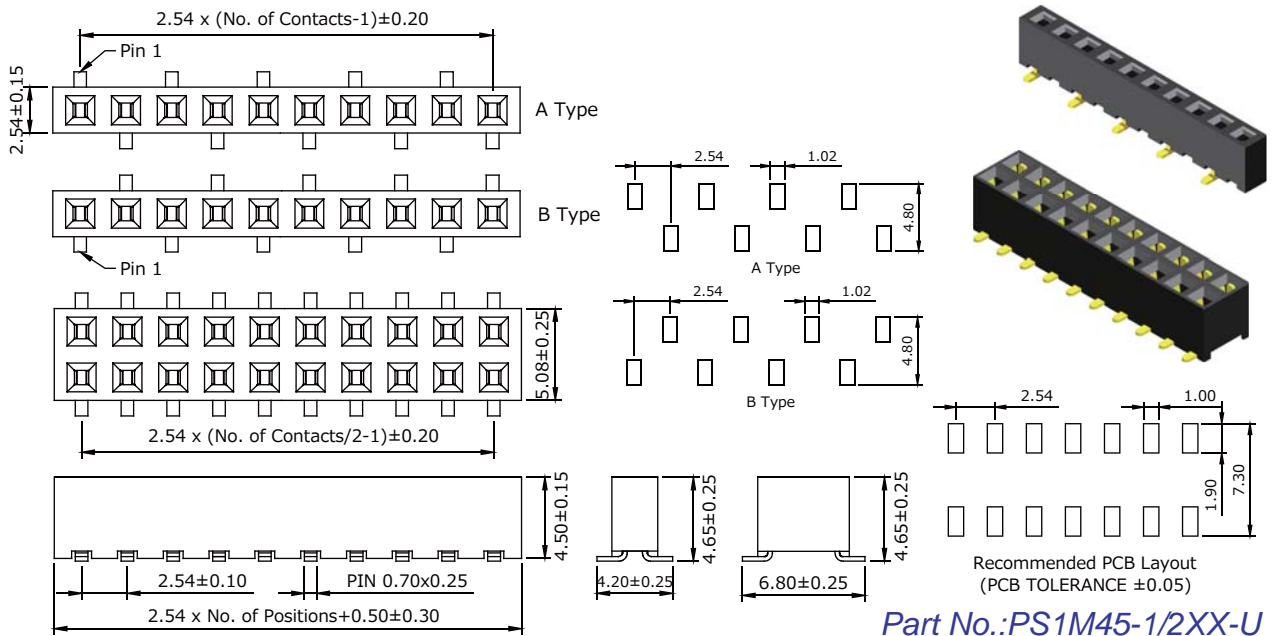 2.54 x (No. of Contacts-1)±0.20
Pin 1
2.54±0.15
A Type
B Type
Pin 1
5.08±0.25
2.54 x (No. of Contacts/2-1)±0.20
2.54
1.02
4.80
A Type
2.54
1.02
4.80
B Type
4.50±0.15
2.54±0.10
PIN 0.70x0.25
2.54 x No. of Positions+0.50±0.30
4.65±0.25
4.20±0.25
4.65±0.25
6.80±0.25
2.54
1.00
1.90
7.30
Recommended PCB Layout
(PCB TOLERANCE ±0.05)
Part No.:PS1M45-1/2XX-U